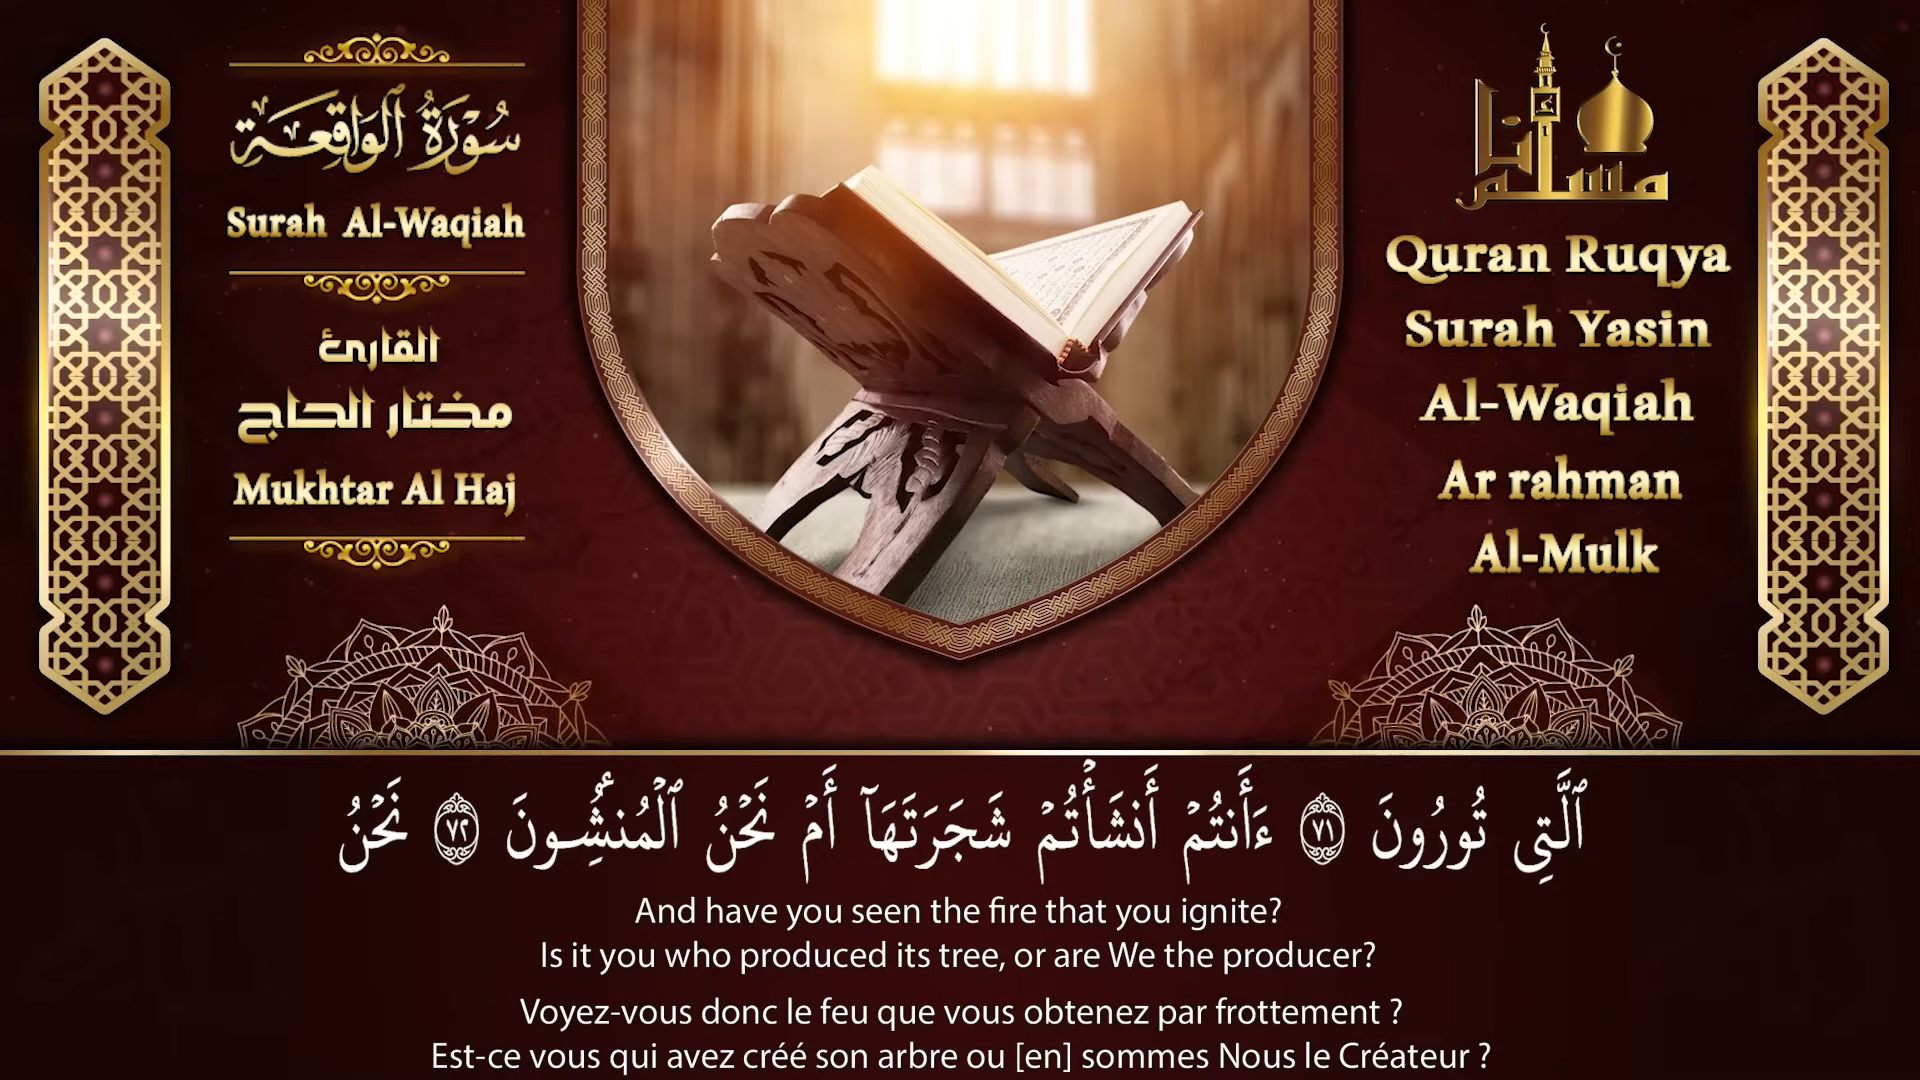 سُورَةُ ٱلْوَاقِعَة
Surah Al-Waqiah
القارئ
مختار الحاج
Mukhtar Al Haj
انا
مسلم
Quran Ruqya
Surah Yasin
Al-Waqiah
Ar rahman
Al-Mulk
ٱلَّتِي تُورُونَ ٧١ ءَأَنتُمْ أَنشَأْتُمْ شَجَرَتَهَآ أَمْ نَحْنُ ٱلْمُنشِـُٔونَ ٧٢ نَحْنُ
And have you seen the fire that you ignite?
Is it you who produced its tree, or are We the producer?
Voyez-vous donc le feu que vous obtenez par frottement ?
Est-ce vous qui avez créé son arbre ou [en] sommes Nous le Créateur ?